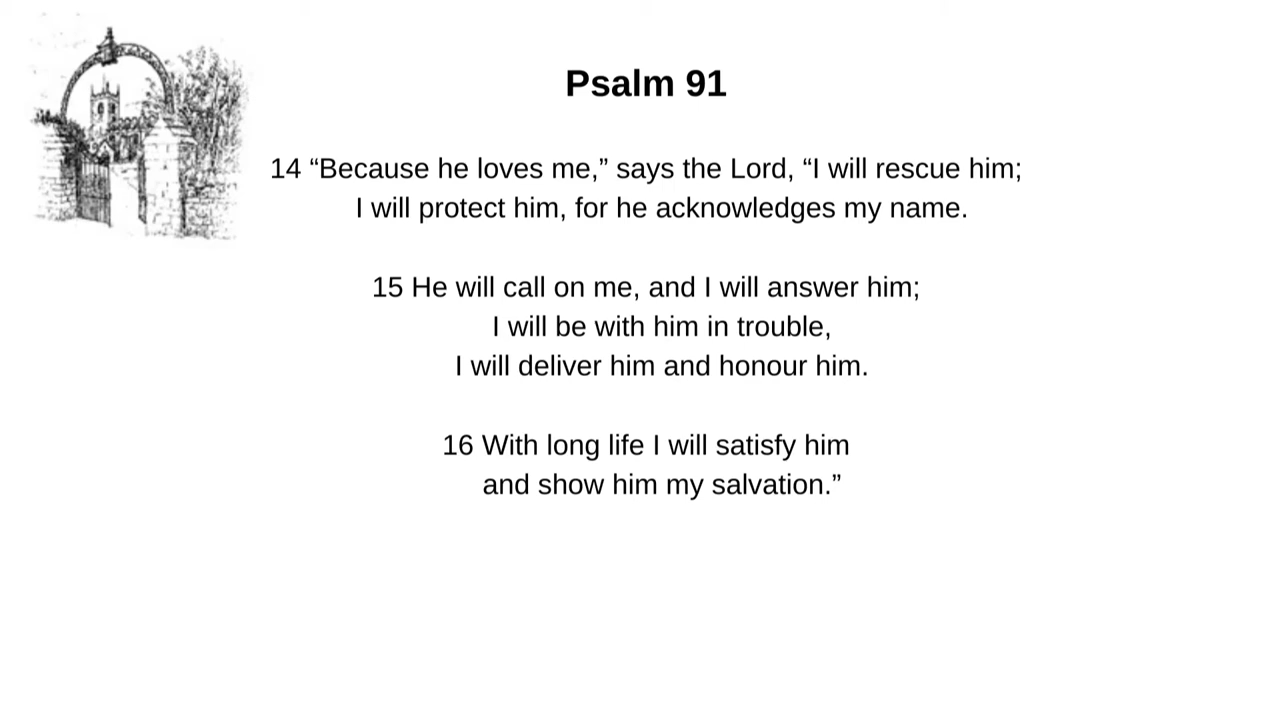 Psalm 91
14 “Because he loves me,” says the Lord, “I will rescue him;
I will protect him, for he acknowledges my name.
15 He will call on me, and I will answer him;
I will be with him in trouble,
I will deliver him and honour him.
16 With long life I will satisfy him
and show him my salvation.”